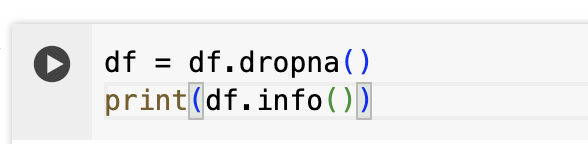 df = df.dropna()
print(df.info())